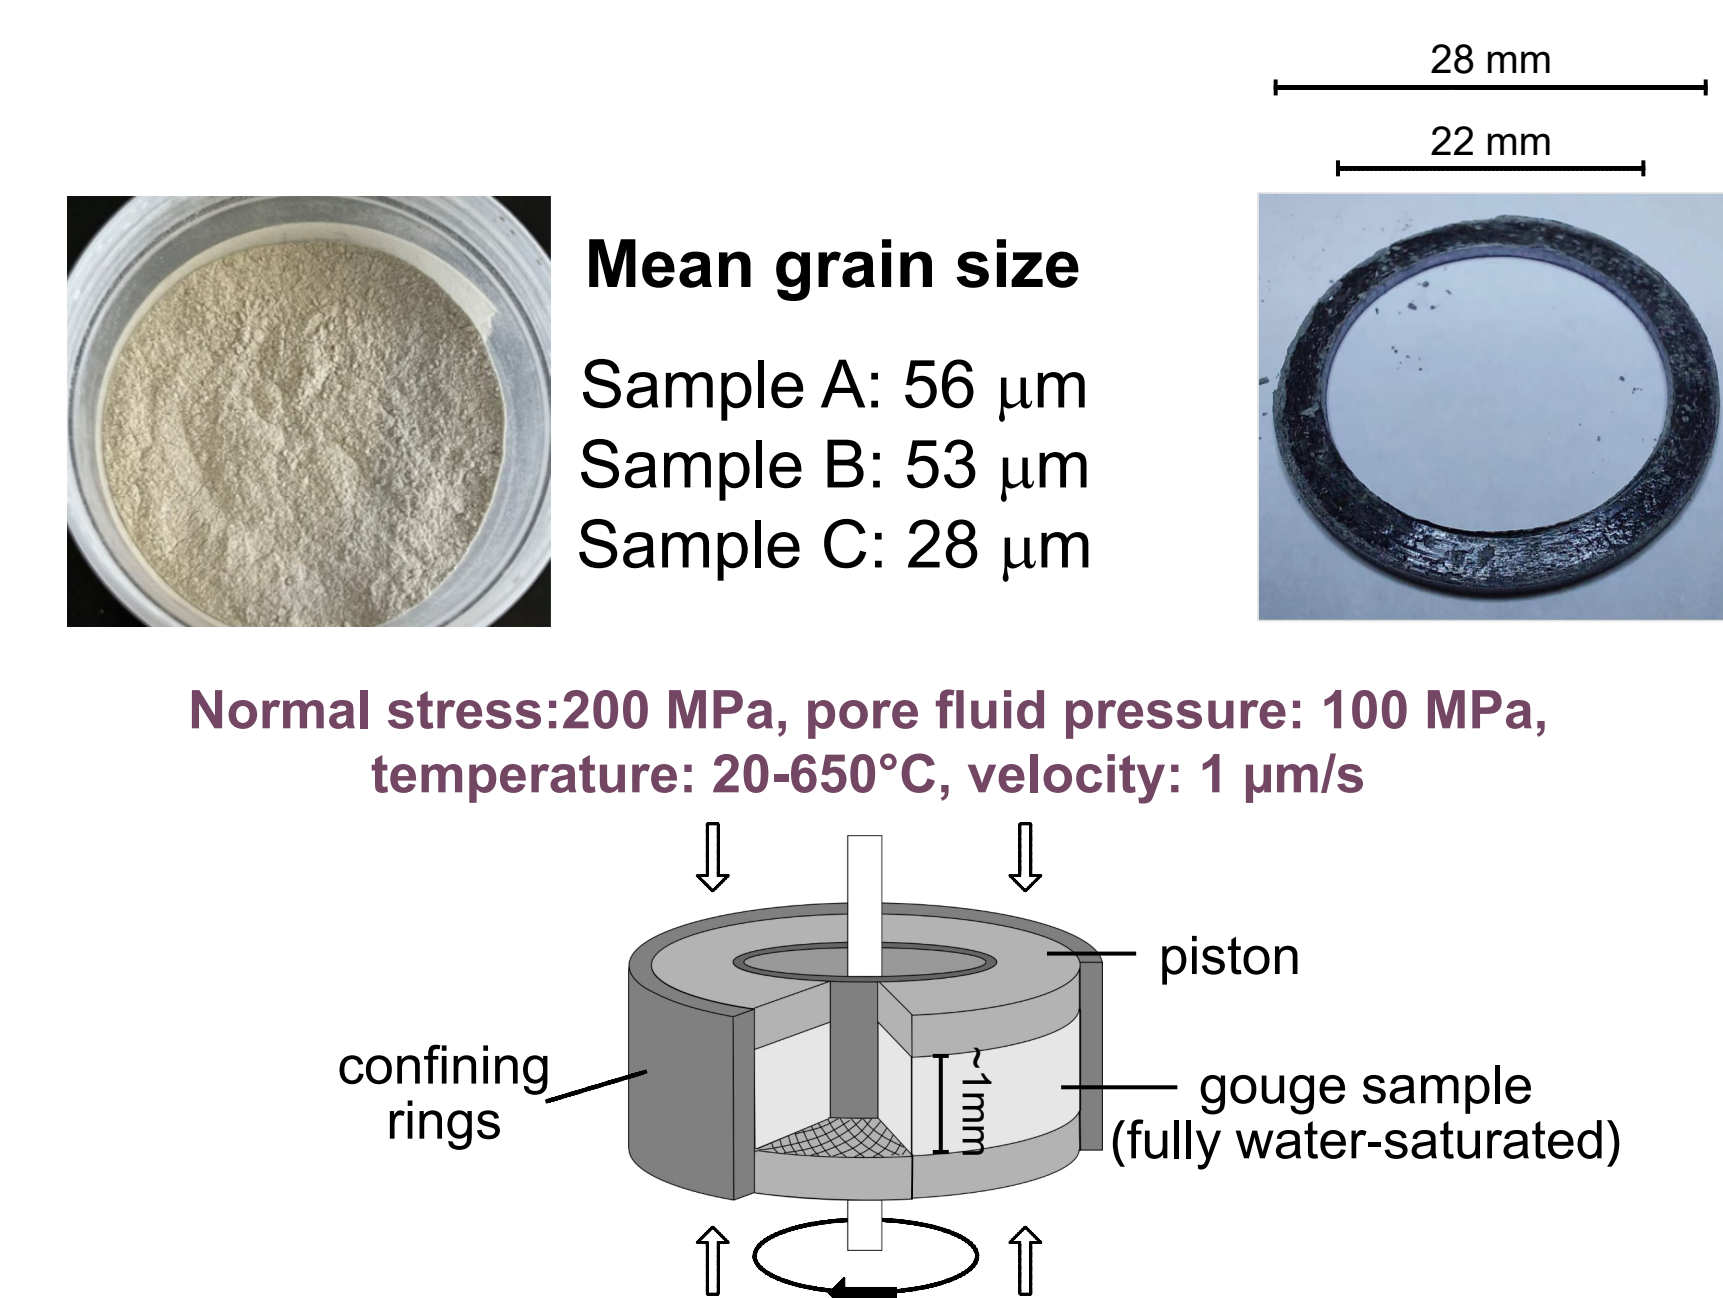 28 mm
22 mm
Mean grain size
Sample A: 56 μm
Sample B: 53 μm
Sample C: 28 μm
Normal stress:200 MPa, pore fluid pressure: 100 MPa,
temperature: 20-650°C, velocity: 1 μm/s
piston
confining
rings
~1mm
gouge sample
(fully water-saturated)